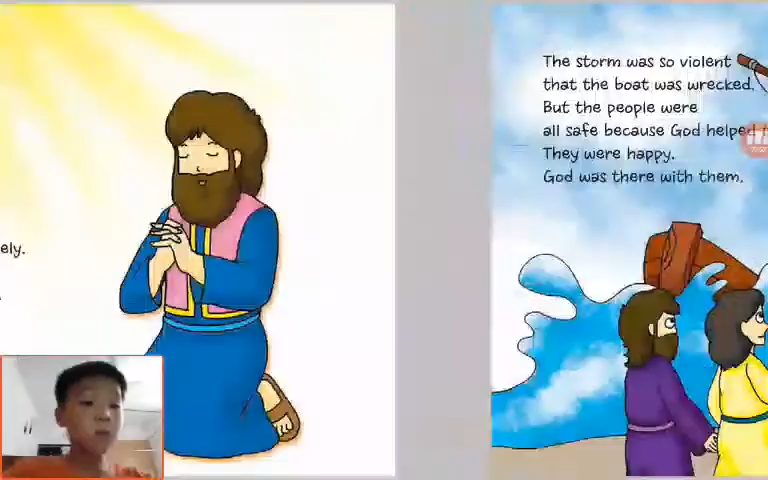 ely.
The storm was so violent
that the boat was wrecked.
But the people were
all safe because God helped
They were happy.
God was there with them.